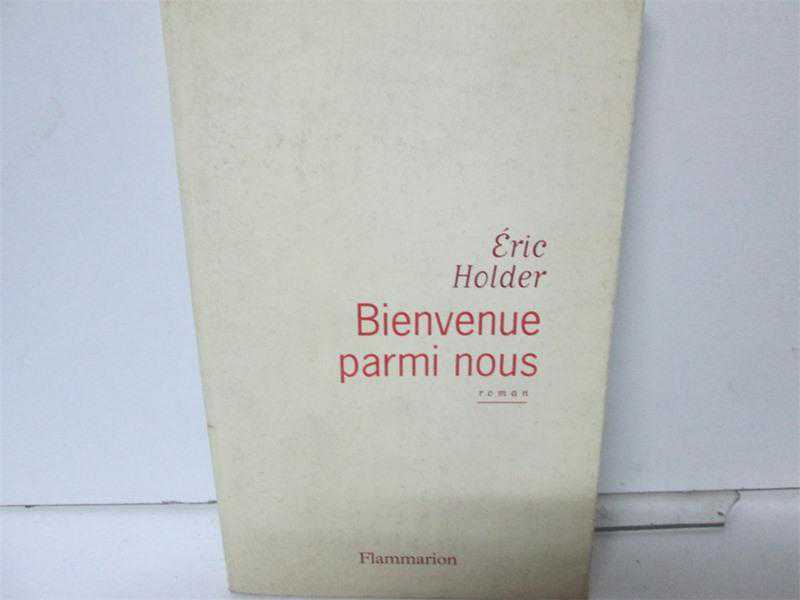 Éric
Holder
Bienvenue
parmi nous
roman
Flammarion